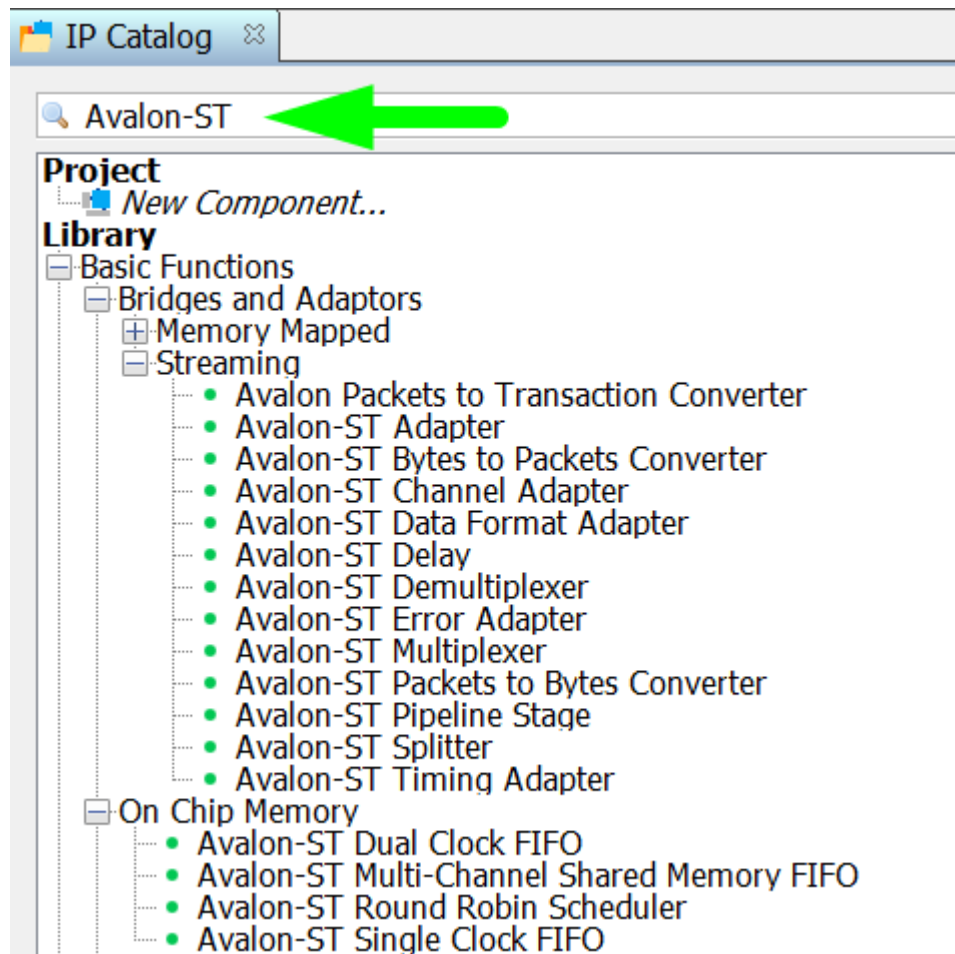 IP Catalog
Avalon-ST
Project
New Component...
Library
Basic Functions
Bridges and Adaptors
Memory Mapped
Streaming
Avalon Packets to Transaction Converter
Avalon-ST Adapter
Avalon-ST Bytes to Packets Converter
Avalon-ST Channel Adapter
Avalon-ST Data Format Adapter
Avalon-ST Delay
Avalon-ST Demultiplexer
Avalon-ST Error Adapter
Avalon-ST Multiplexer
Avalon-ST Packets to Bytes Converter
Avalon-ST Pipeline Stage
Avalon-ST Splitter
Avalon-ST Timing Adapter
On Chip Memory
Avalon-ST Dual Clock FIFO
Avalon-ST Multi-Channel Shared Memory FIFO
Avalon-ST Round Robin Scheduler
Avalon-ST Single Clock FIFO